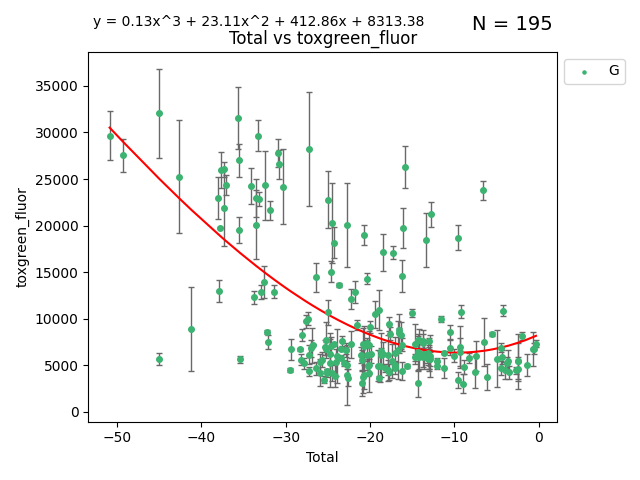 y = 0.13x^3 + 23.11x^2 + 412.86x + 8313.38
N = 195
Total vs toxgreen_fluor
G
35000
30000
25000
20000
15000
10000
5000
0
toxgreen_fluor
−50 −40 −30 −20 −10 0
Total